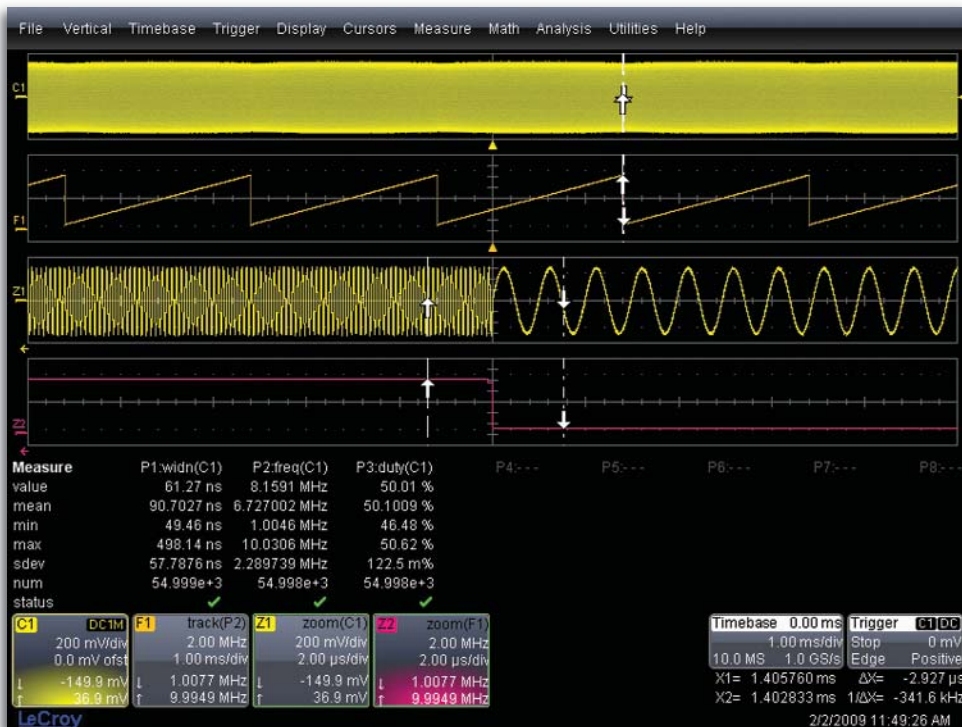 File Vertical Timebase Trigger Display Cursors Measure Math Analysis Utilities Help
C1
F1
Z1
Z2
Measure P1:widn(C1) P2:freq(C1) P3:duty(C1) P4:--- P5:--- P6:--- P7:--- P8:---
value 61.27 ns 8.1591 MHz 50.01 %
mean 90.7027 ns 6.727002 MHz 50.1009 %
min 49.46 ns 1.0046 MHz 46.48 %
max 498.14 ns 10.0306 MHz 50.62 %
sdev 57.7876 ns 2.289739 MHz 122.5 m%
num 54.999e+3 54.998e+3 54.998e+3
status
C1 DC1M
200 mV/div
0.0 mV ofst
-149.9 mV
36.9 mV
F1 track(P2)
2.00 MHz
1.00 ms/div
1.0077 MHz
9.9949 MHz
Z1 zoom(C1)
200 mV/div
2.00 µs/div
-149.9 mV
36.9 mV
Z2 zoom(F1)
2.00 MHz
2.00 µs/div
1.0077 MHz
9.9949 MHz
Timebase 0.00 ms
1.00 ms/div
10.0 MS 1.0 GS/s
Trigger C1 DC
Stop 0 mV
Edge Positive
X1= 1.405760 ms ΔX= -2.927 µs
X2= 1.402833 ms 1/ΔX= -341.6 kHz
LeCroy
2/2/2009 11:49:26 AM